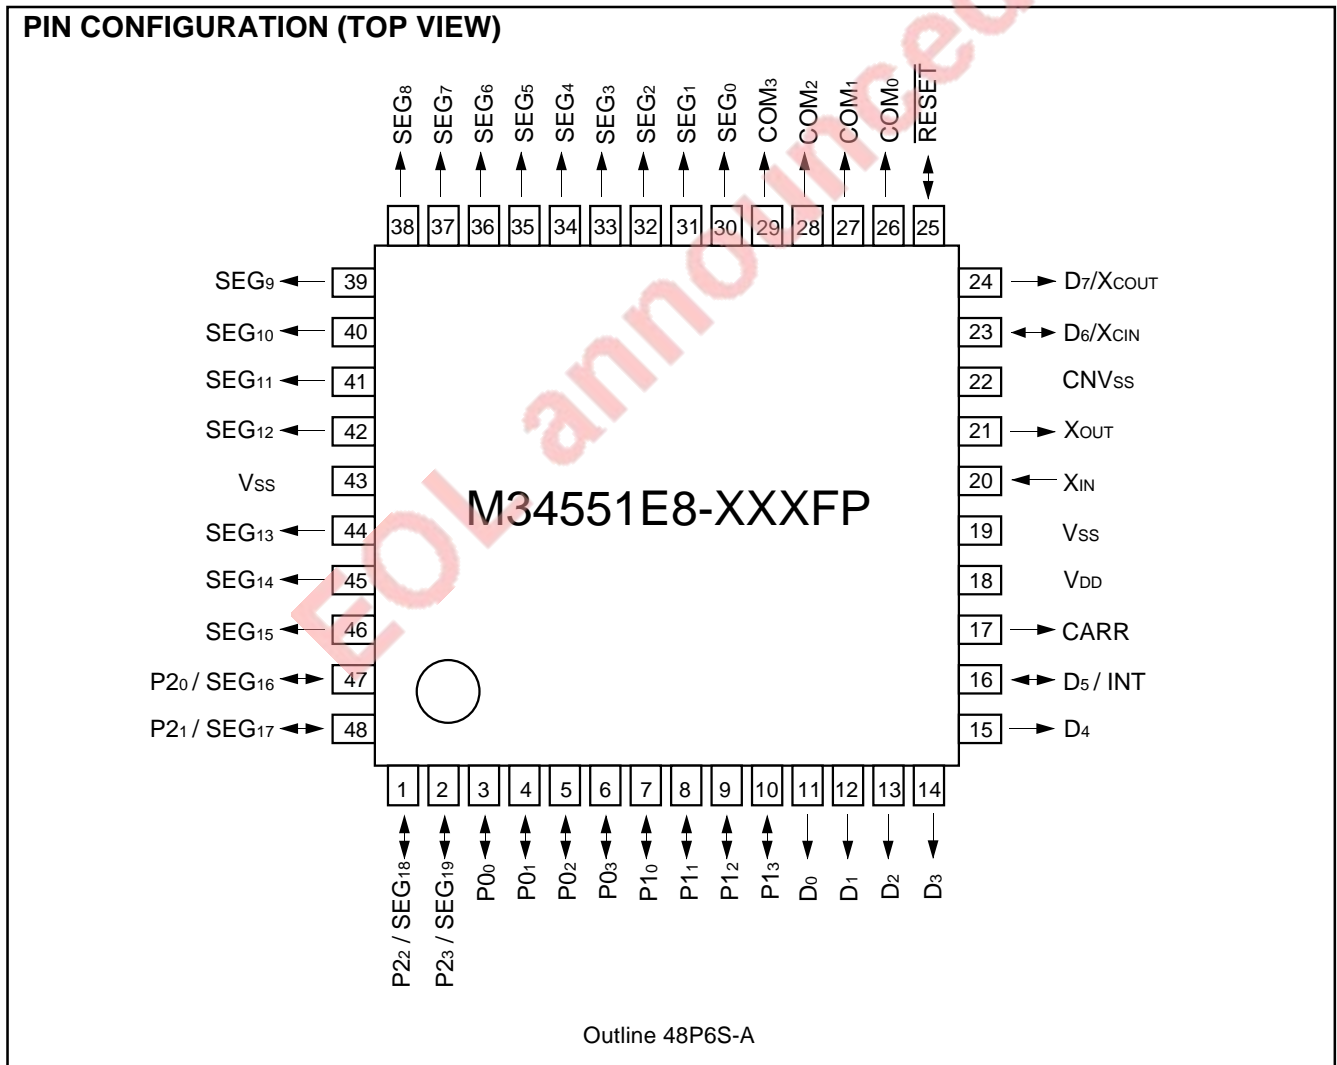 PIN CONFIGURATION (TOP VIEW)
SEG8
SEG7
SEG6
SEG5
SEG4
SEG3
SEG2
SEG1
SEG0
COM3
COM2
COM1
COM0
RESET
38 37 36 35 34 33 32 31 30 29 28 27 26 25
SEG9 39 24 D7/XCOUT
SEG10 40 23 D6/XCIN
SEG11 41 22 CNVSS
SEG12 42 21 XOUT
VSS 43 20 XIN
M34551E8-XXXFP
SEG13 44 19 VSS
SEG14 45 18 VDD
SEG15 46 17 CARR
P20 / SEG16 47 16 D5 / INT
P21 / SEG17 48 15 D4
1 2 3 4 5 6 7 8 9 10 11 12 13 14
P22 / SEG18
P23 / SEG19
P00
P01
P02
P03
P10
P11
P12
P13
D0
D1
D2
D3
Outline 48P6S-A
EOL announced